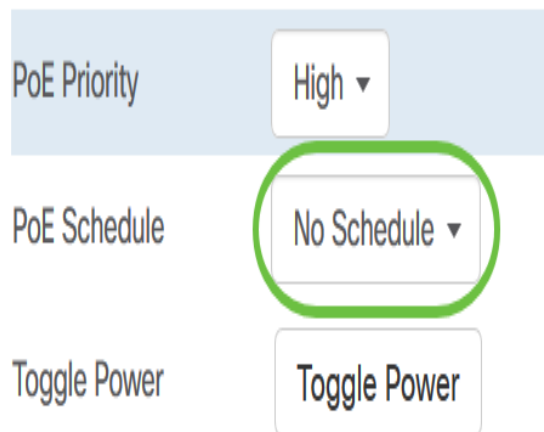 PoE Priority High
PoE Schedule No Schedule
Toggle Power Toggle Power